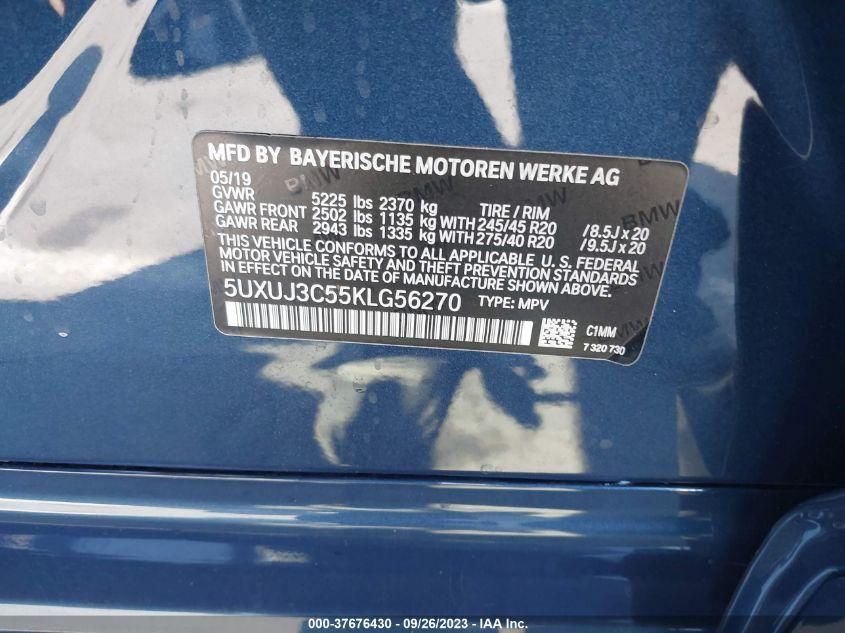 MFD BY BAYERISCHE MOTOREN WERKE AG
05/19
GVWR 5225 lbs 2370 kg TIRE / RIM
GAWR FRONT 2502 lbs 1135 kg WITH 245/45 R20 /8.5J x 20
GAWR REAR 2943 lbs 1335 kg WITH 275/40 R20 /9.5J x 20
THIS VEHICLE CONFORMS TO ALL APPLICABLE U.S. FEDERAL
MOTOR VEHICLE SAFETY AND THEFT PREVENTION STANDARDS
IN EFFECT ON THE DATE OF MANUFACTURE SHOWN ABOVE
5UXUJ3C55KLG56270 TYPE: MPV
C1MM
7 320 730
000-37676430 - 09/26/2023 - IAAI.com